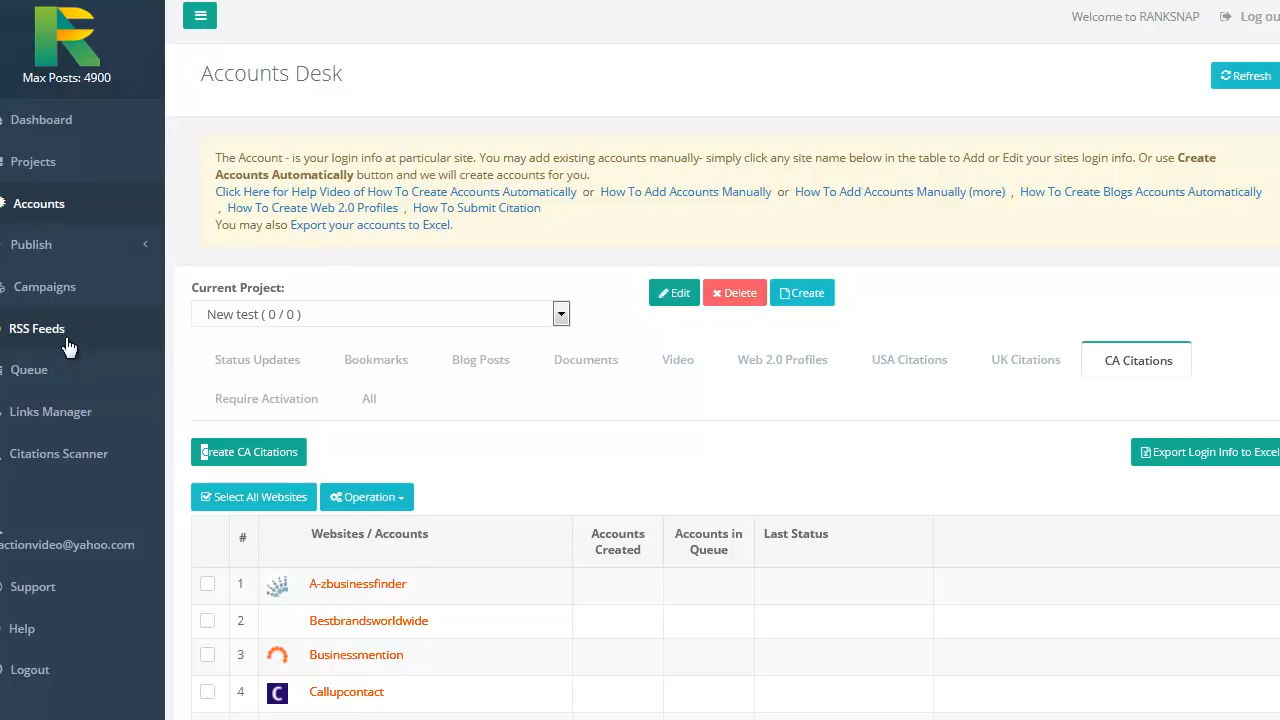 Max Posts: 4900
Dashboard
Projects
Accounts
Publish
Campaigns
RSS Feeds
Queue
Links Manager
Citations Scanner
actionvideo@yahoo.com
Support
Help
Logout
Welcome to RANKSNAP Log ou
Accounts Desk
Refresh
The Account - is your login info at particular site. You may add existing accounts manually- simply click any site name below in the table to Add or Edit your sites login info. Or use Create
Accounts Automatically button and we will create accounts for you.
Click Here for Help Video of How To Create Accounts Automatically or How To Add Accounts Manually or How To Add Accounts Manually (more) , How To Create Blogs Accounts Automatically
, How To Create Web 2.0 Profiles , How To Submit Citation
You may also Export your accounts to Excel.
Current Project:
New test ( 0 / 0 )
Edit Delete Create
Status Updates Bookmarks Blog Posts Documents Video Web 2.0 Profiles USA Citations UK Citations CA Citations
Require Activation All
Create CA Citations
Export Login Info to Excel
Select All Websites Operation
# Websites / Accounts Accounts Created Accounts in Queue Last Status
1 A-zbusinessfinder
2 Bestbrandsworldwide
3 Businessmention
4 Callupcontact